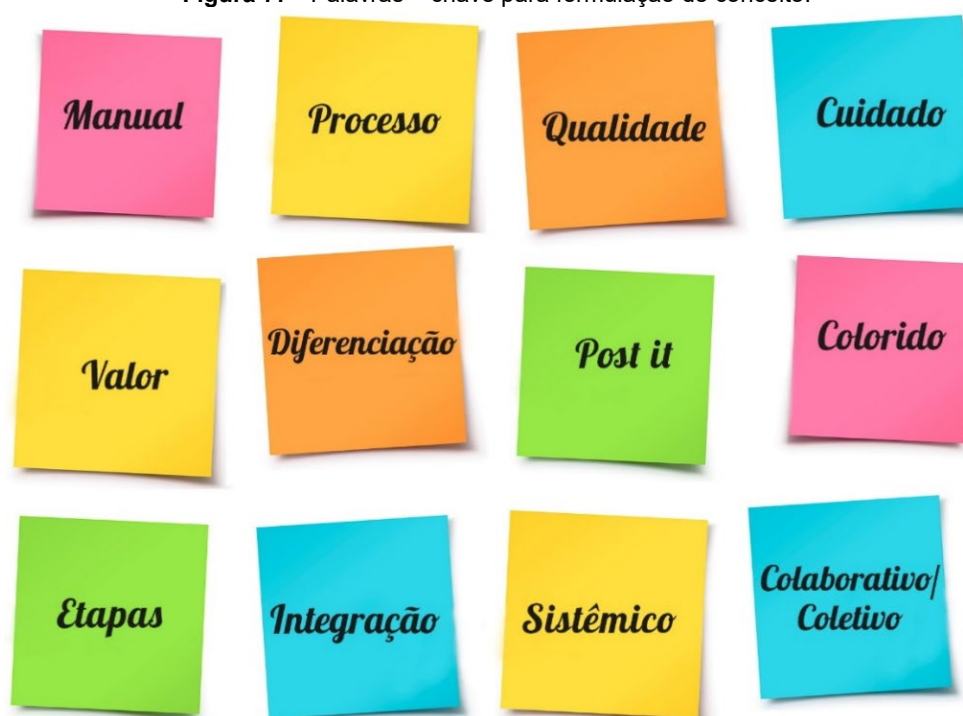 Manual
Processo
Qualidade
Cuidado
Valor
Diferenciação
Post it
Colorido
Etapas
Integração
Sistêmico
Colaborativo/
Coletivo